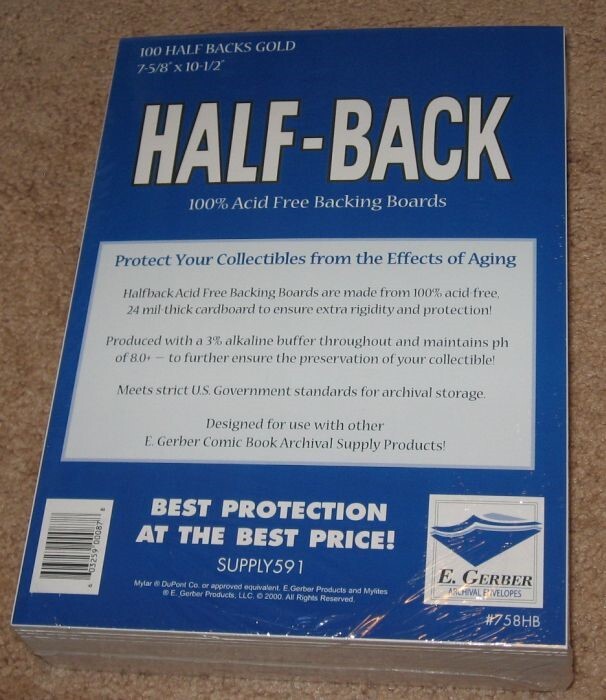 100 HALF BACKS GOLD
7-5/8" x 10-1/2"
HALF-BACK
100% Acid Free Backing Boards
Protect Your Collectibles from the Effects of Aging
Halfback Acid Free Backing Boards are made from 100% acid-free,
24 mil-thick cardboard to ensure extra rigidity and protection!
Produced with a 3% alkaline buffer throughout and maintains ph
of 8.0+ — to further ensure the preservation of your collectible!
Meets strict U.S. Government standards for archival storage.
Designed for use with other
E. Gerber Comic Book Archival Supply Products!
BEST PROTECTION
AT THE BEST PRICE!
SUPPLY591
Mylar ® DuPont Co. or approved equivalent. E.Gerber Products and Mylites
® E. Gerber Products, LLC. © 2000. All Rights Reserved.
6 03259 00087 8
E. GERBER
ARCHIVAL ENVELOPES
#758HB